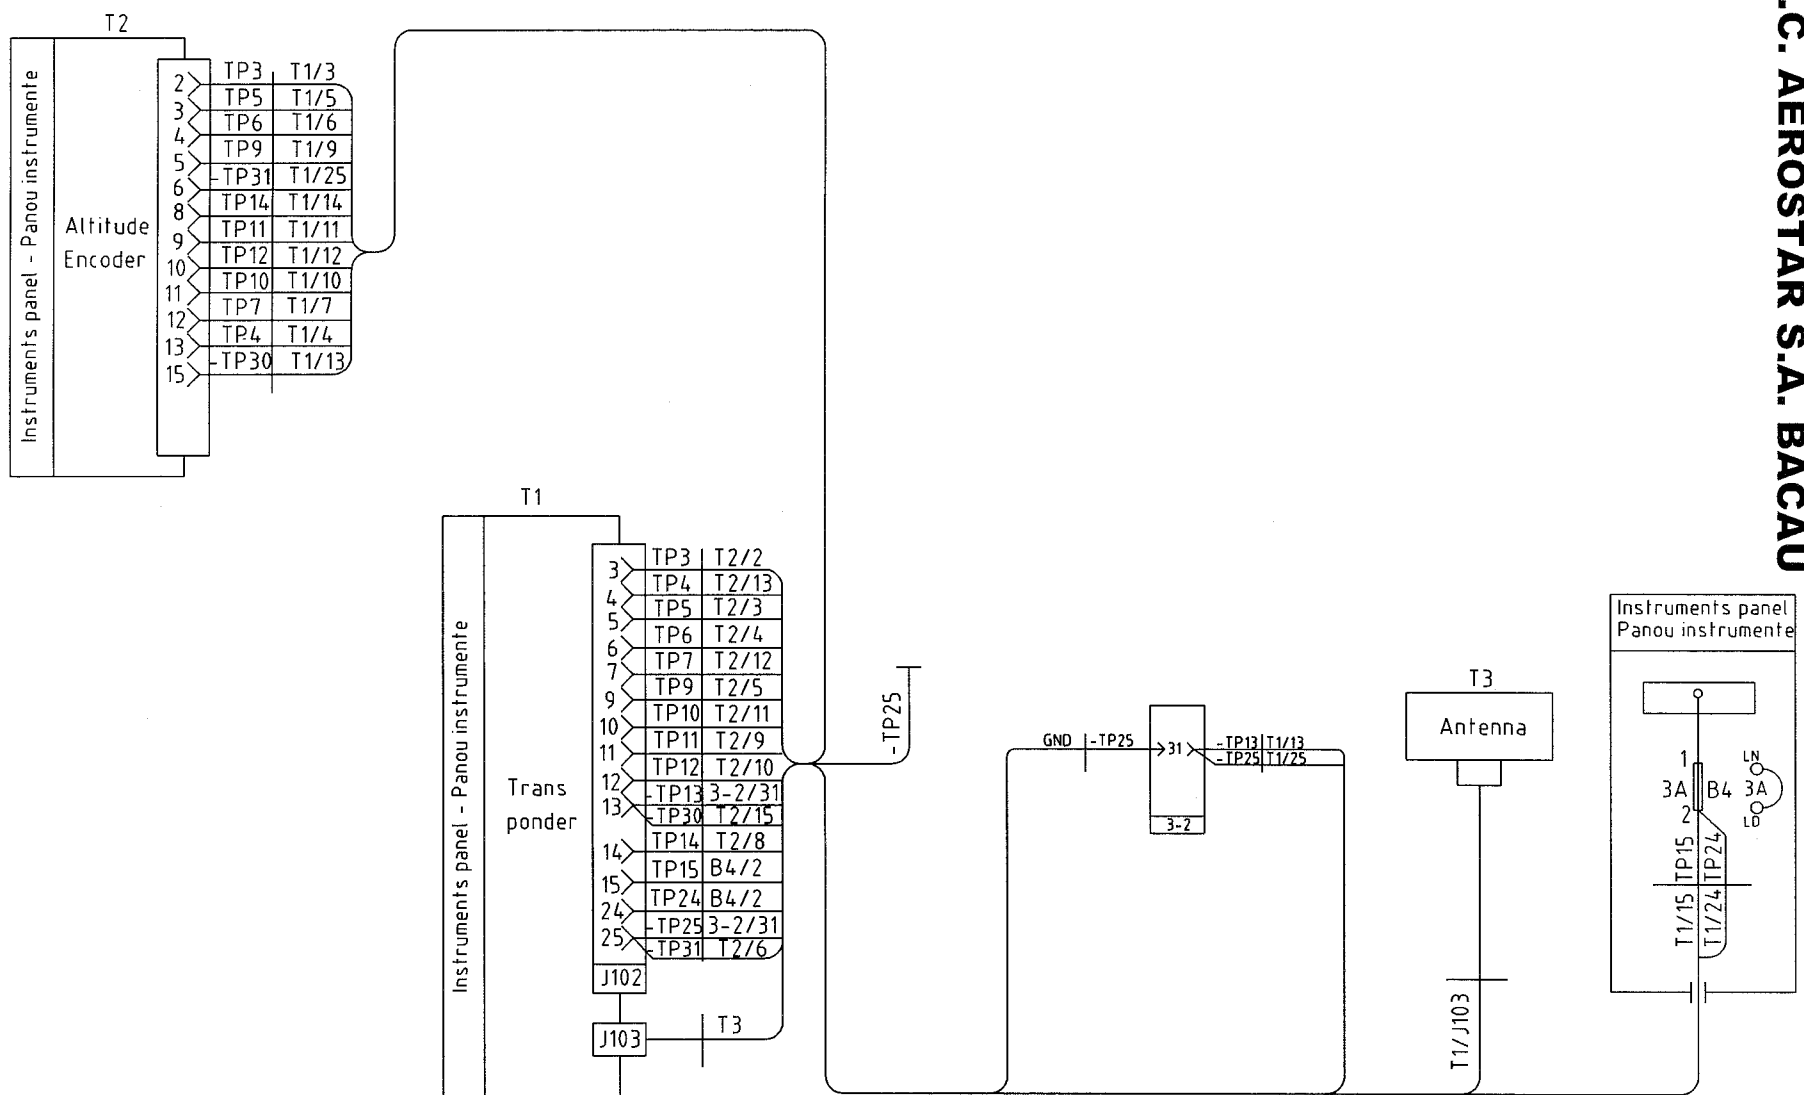 T2
Instruments panel - Panou instrumente
Altitude
Encoder
2 TP3 T1/3
3 TP5 T1/5
4 TP6 T1/6
5 TP9 T1/9
6 -TP31 T1/25
8 TP14 T1/14
9 TP11 T1/11
10 TP12 T1/12
11 TP10 T1/10
12 TP7 T1/7
13 TP4 T1/4
15 -TP30 T1/13
T1
Instruments panel - Panou instrumente
Trans
ponder
3 TP3 T2/2
4 TP4 T2/13
5 TP5 T2/3
6 TP6 T2/4
7 TP7 T2/12
9 TP9 T2/5
10 TP10 T2/11
11 TP11 T2/9
12 TP12 T2/10
13 -TP13 3-2/31
-TP30 T2/15
14 TP14 T2/8
15 TP15 B4/2
24 TP24 B4/2
25 -TP25 3-2/31
-TP31 T2/6
J102
J103 T3
-TP25
GND -TP25 31 -TP13 T1/13
-TP25 T1/25
3-2
T3
Antenna
T1/J103
Instruments panel
Panou instrumente
1
3A B4
2
LN
3A
LD
T1/15 TP15
T1/24 TP24
.C. AEROSTAR S.A. BACAU